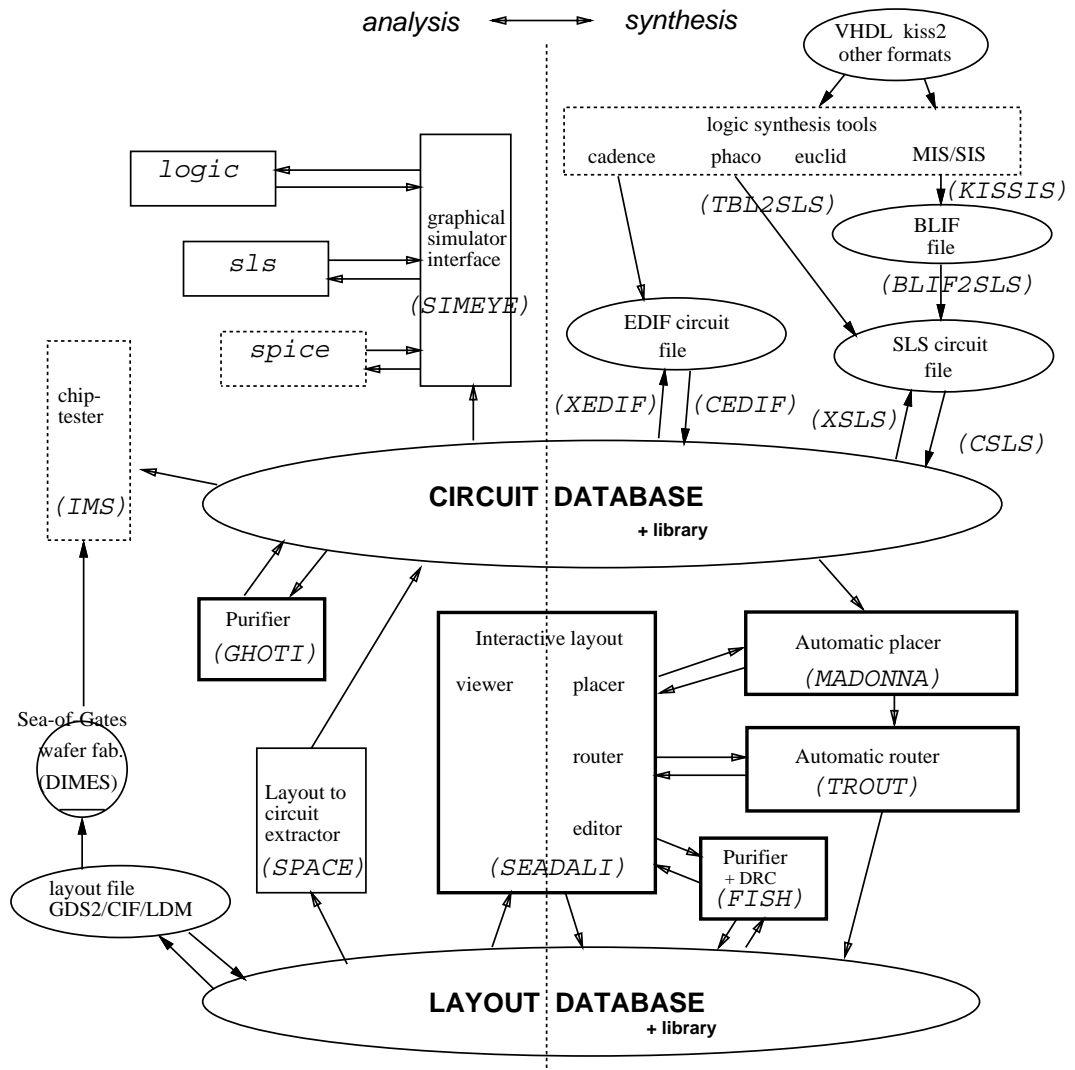 analysis
synthesis
VHDL kiss2
other formats
logic synthesis tools
cadence
phaco
euclid
MIS/SIS
(TBL2SLS)
(KISSIS)
BLIF
file
(BLIF2SLS)
logic
sls
spice
graphical
simulator
interface
(SIMEYE)
EDIF circuit
file
SLS circuit
file
(XEDIF)
(CEDIF)
(XSLS)
(CSLS)
chip-
tester
(IMS)
CIRCUIT DATABASE
+ library
Purifier
(GHOTI)
Interactive layout
viewer
placer
router
editor
(SEADALI)
Automatic placer
(MADONNA)
Automatic router
(TROUT)
Purifier
+ DRC
(FISH)
Sea-of-Gates
wafer fab.
(DIMES)
Layout to
circuit
extractor
(SPACE)
layout file
GDS2/CIF/LDM
LAYOUT DATABASE
+ library